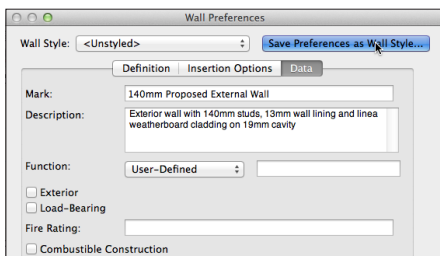 Wall Preferences
Wall Style: <Unstyled> Save Preferences as Wall Style...
Definition Insertion Options Data
Mark: 140mm Proposed External Wall
Description: Exterior wall with 140mm studs, 13mm wall lining and linea
weatherboard cladding on 19mm cavity
Function: User-Defined
Exterior
Load-Bearing
Fire Rating:
Combustible Construction